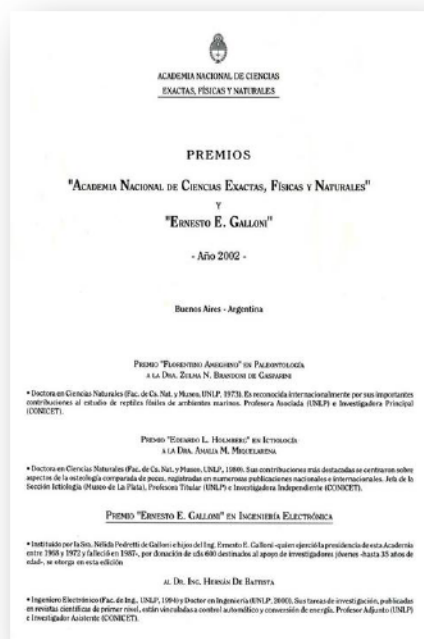 ACADEMIA NACIONAL DE CIENCIAS
EXACTAS, FÍSICAS Y NATURALES
PREMIOS
"ACADEMIA NACIONAL DE CIENCIAS EXACTAS, FÍSICAS Y NATURALES"
Y
"ERNESTO E. GALLONI"
- Año 2002 -
Buenos Aires - Argentina
PREMIO "FLORENTINO AMEGHINO" EN PALEONTOLOGÍA
A LA DRA. ZULMA N. BRANDONI DE GASPARINI
• Doctora en Ciencias Naturales (Fac. de Cs. Nat. y Museo, UNLP, 1973). Es reconocida internacionalmente por sus importantes
contribuciones al estudio de reptiles fósiles de ambientes marinos. Profesora Asociada (UNLP) e Investigadora Principal
(CONICET).
PREMIO "EDUARDO L. HOLMBERG" EN ICTIOLOGÍA
A LA DRA. AMALIA M. MIQUELARENA
• Doctora en Ciencias Naturales (Fac. de Cs. Nat. y Museo, UNLP, 1980). Sus contribuciones más destacadas se centraron sobre
aspectos de la osteología comparada de peces, registradas en numerosas publicaciones nacionales e internacionales. Jefa de la
Sección Ictiología (Museo de La Plata), Profesora Titular (UNLP) e Investigadora Independiente (CONICET).
PREMIO "ERNESTO E. GALLONI" EN INGENIERÍA ELECTRÓNICA
• Instituido por la Sra. Nélida Pedretti de Galloni e hijos del Ing. Ernesto E. Galloni -quien ejerció la presidencia de esta Academia
entre 1968 y 1972 y falleció en 1987-, por donación de u$s 600 destinados al apoyo de investigadores jóvenes -hasta 35 años de
edad-, se otorga en esta edición
AL DR. ING. HERNÁN DE BATTISTA
• Ingeniero Electrónico (Fac. de Ing., UNLP, 1994) y Doctor en Ingeniería (UNLP, 2000). Sus tareas de investigación, publicadas
en revistas científicas de primer nivel, están vinculadas a control automático y conversión de energía. Profesor Adjunto (UNLP)
e Investigador Asistente (CONICET).